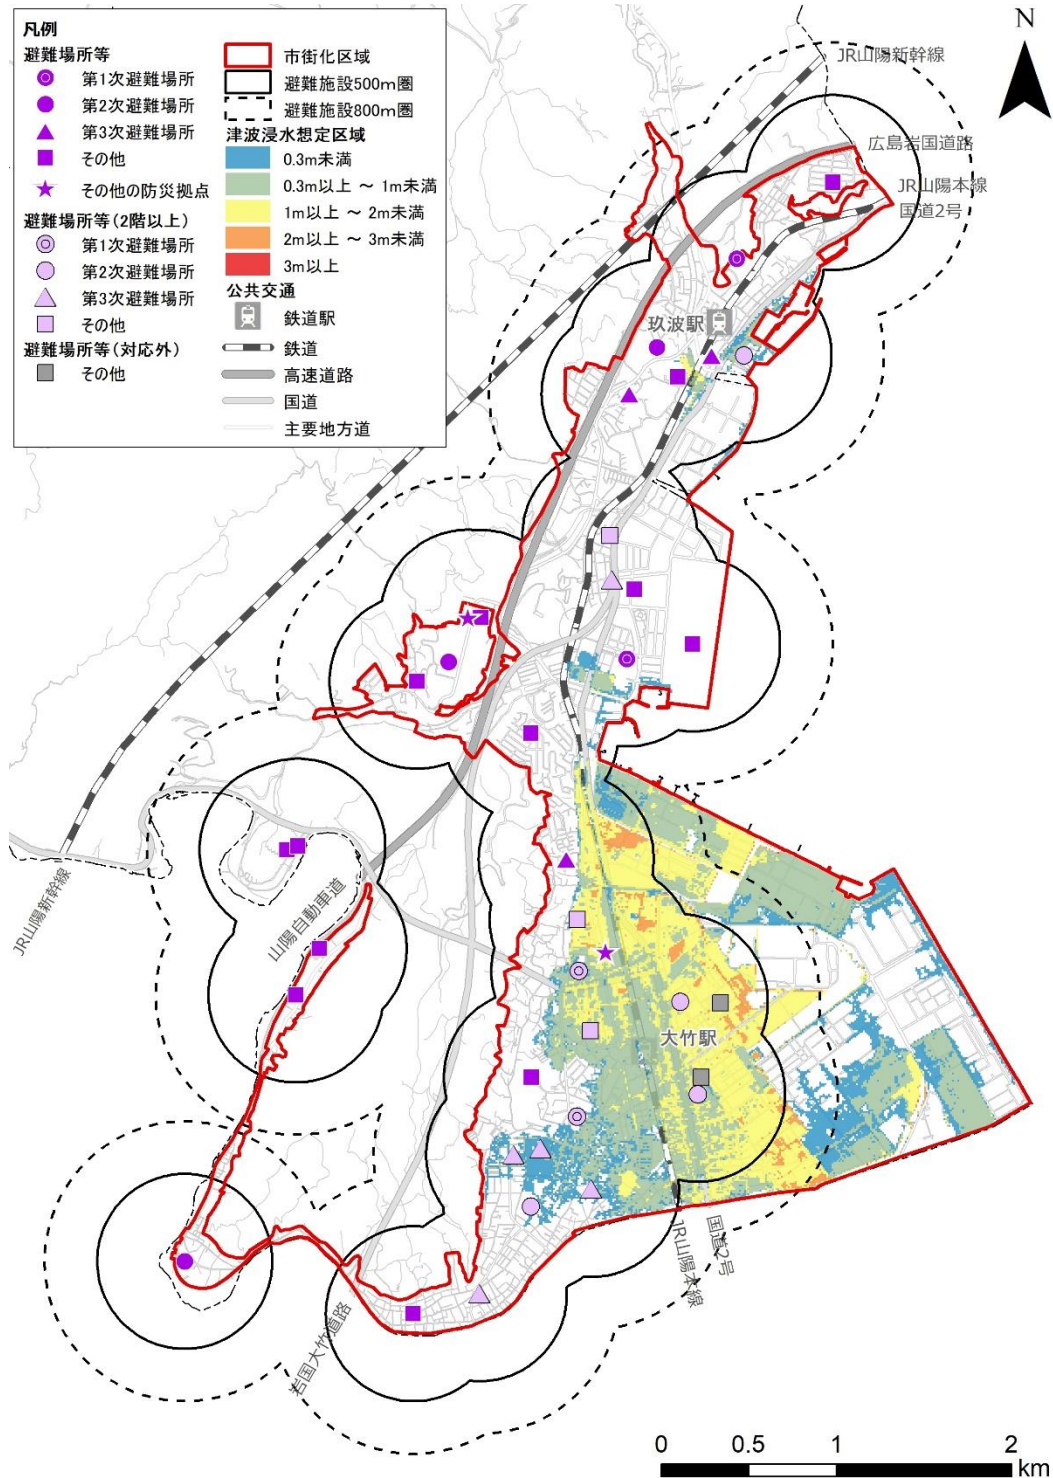 凡例
避難場所等
第1次避難場所
第2次避難場所
第3次避難場所
その他
その他の防災拠点
避難場所等(2階以上)
第1次避難場所
第2次避難場所
第3次避難場所
その他
避難場所等(対応外)
その他
市街化区域
避難施設500m圏
避難施設800m圏
津波浸水想定区域
0.3m未満
0.3m以上 ～ 1m未満
1m以上 ～ 2m未満
2m以上 ～ 3m未満
3m以上
公共交通
鉄道駅
鉄道
高速道路
国道
主要地方道
N
JR山陽新幹線
広島岩国道路
JR山陽本線
国道2号
玖波駅
JR山陽新幹線
山陽自動車道
大竹駅
国道2号
JR山陽本線
岩国大竹道路
0 0.5 1 2
km